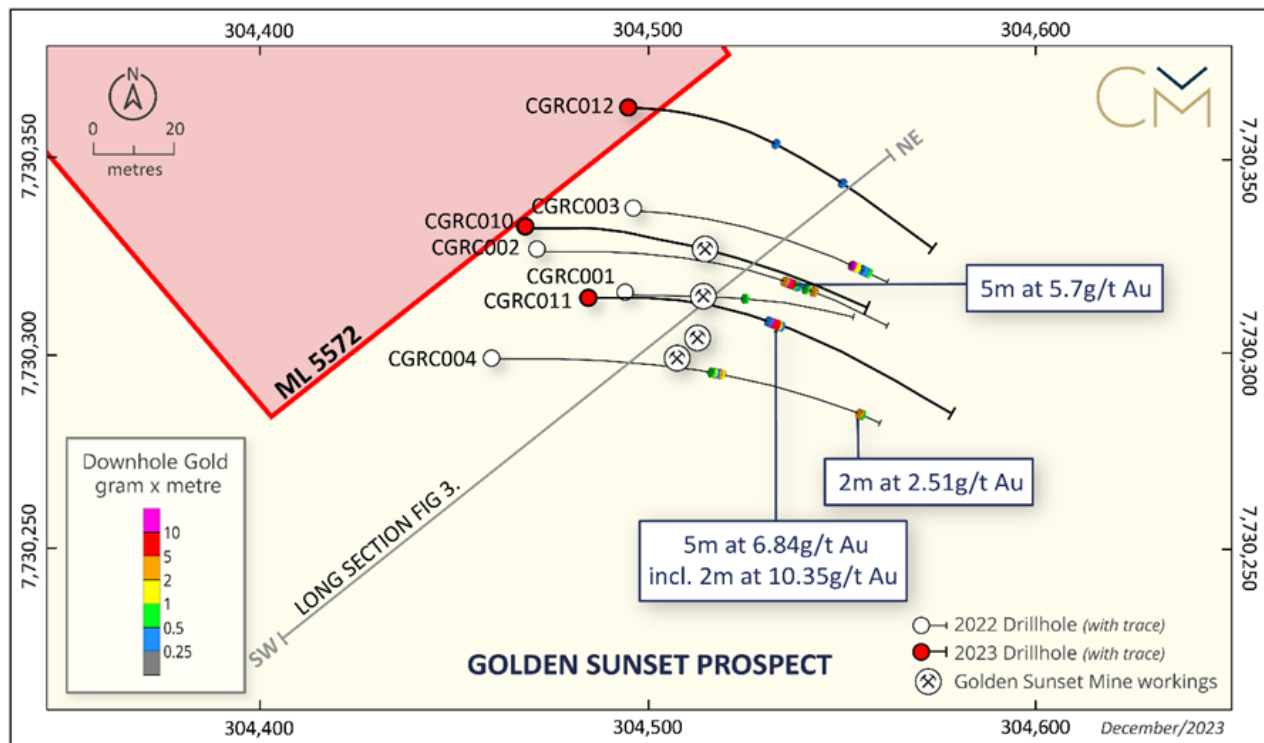 304,400
304,500
304,600
N
0 20
metres
CM
7,730,350
7,730,350
CGRC012
NE
CGRC003
CGRC010
CGRC002
CGRC001
CGRC011
5m at 5.7g/t Au
7,730,300
7,730,300
CGRC004
ML 5572
2m at 2.51g/t Au
Downhole Gold
gram x metre
10
5
2
1
0.5
0.25
LONG SECTION FIG 3.
SW
5m at 6.84g/t Au
incl. 2m at 10.35g/t Au
7,730,250
7,730,250
GOLDEN SUNSET PROSPECT
2022 Drillhole (with trace)
2023 Drillhole (with trace)
Golden Sunset Mine workings
304,400
304,500
304,600
December/2023